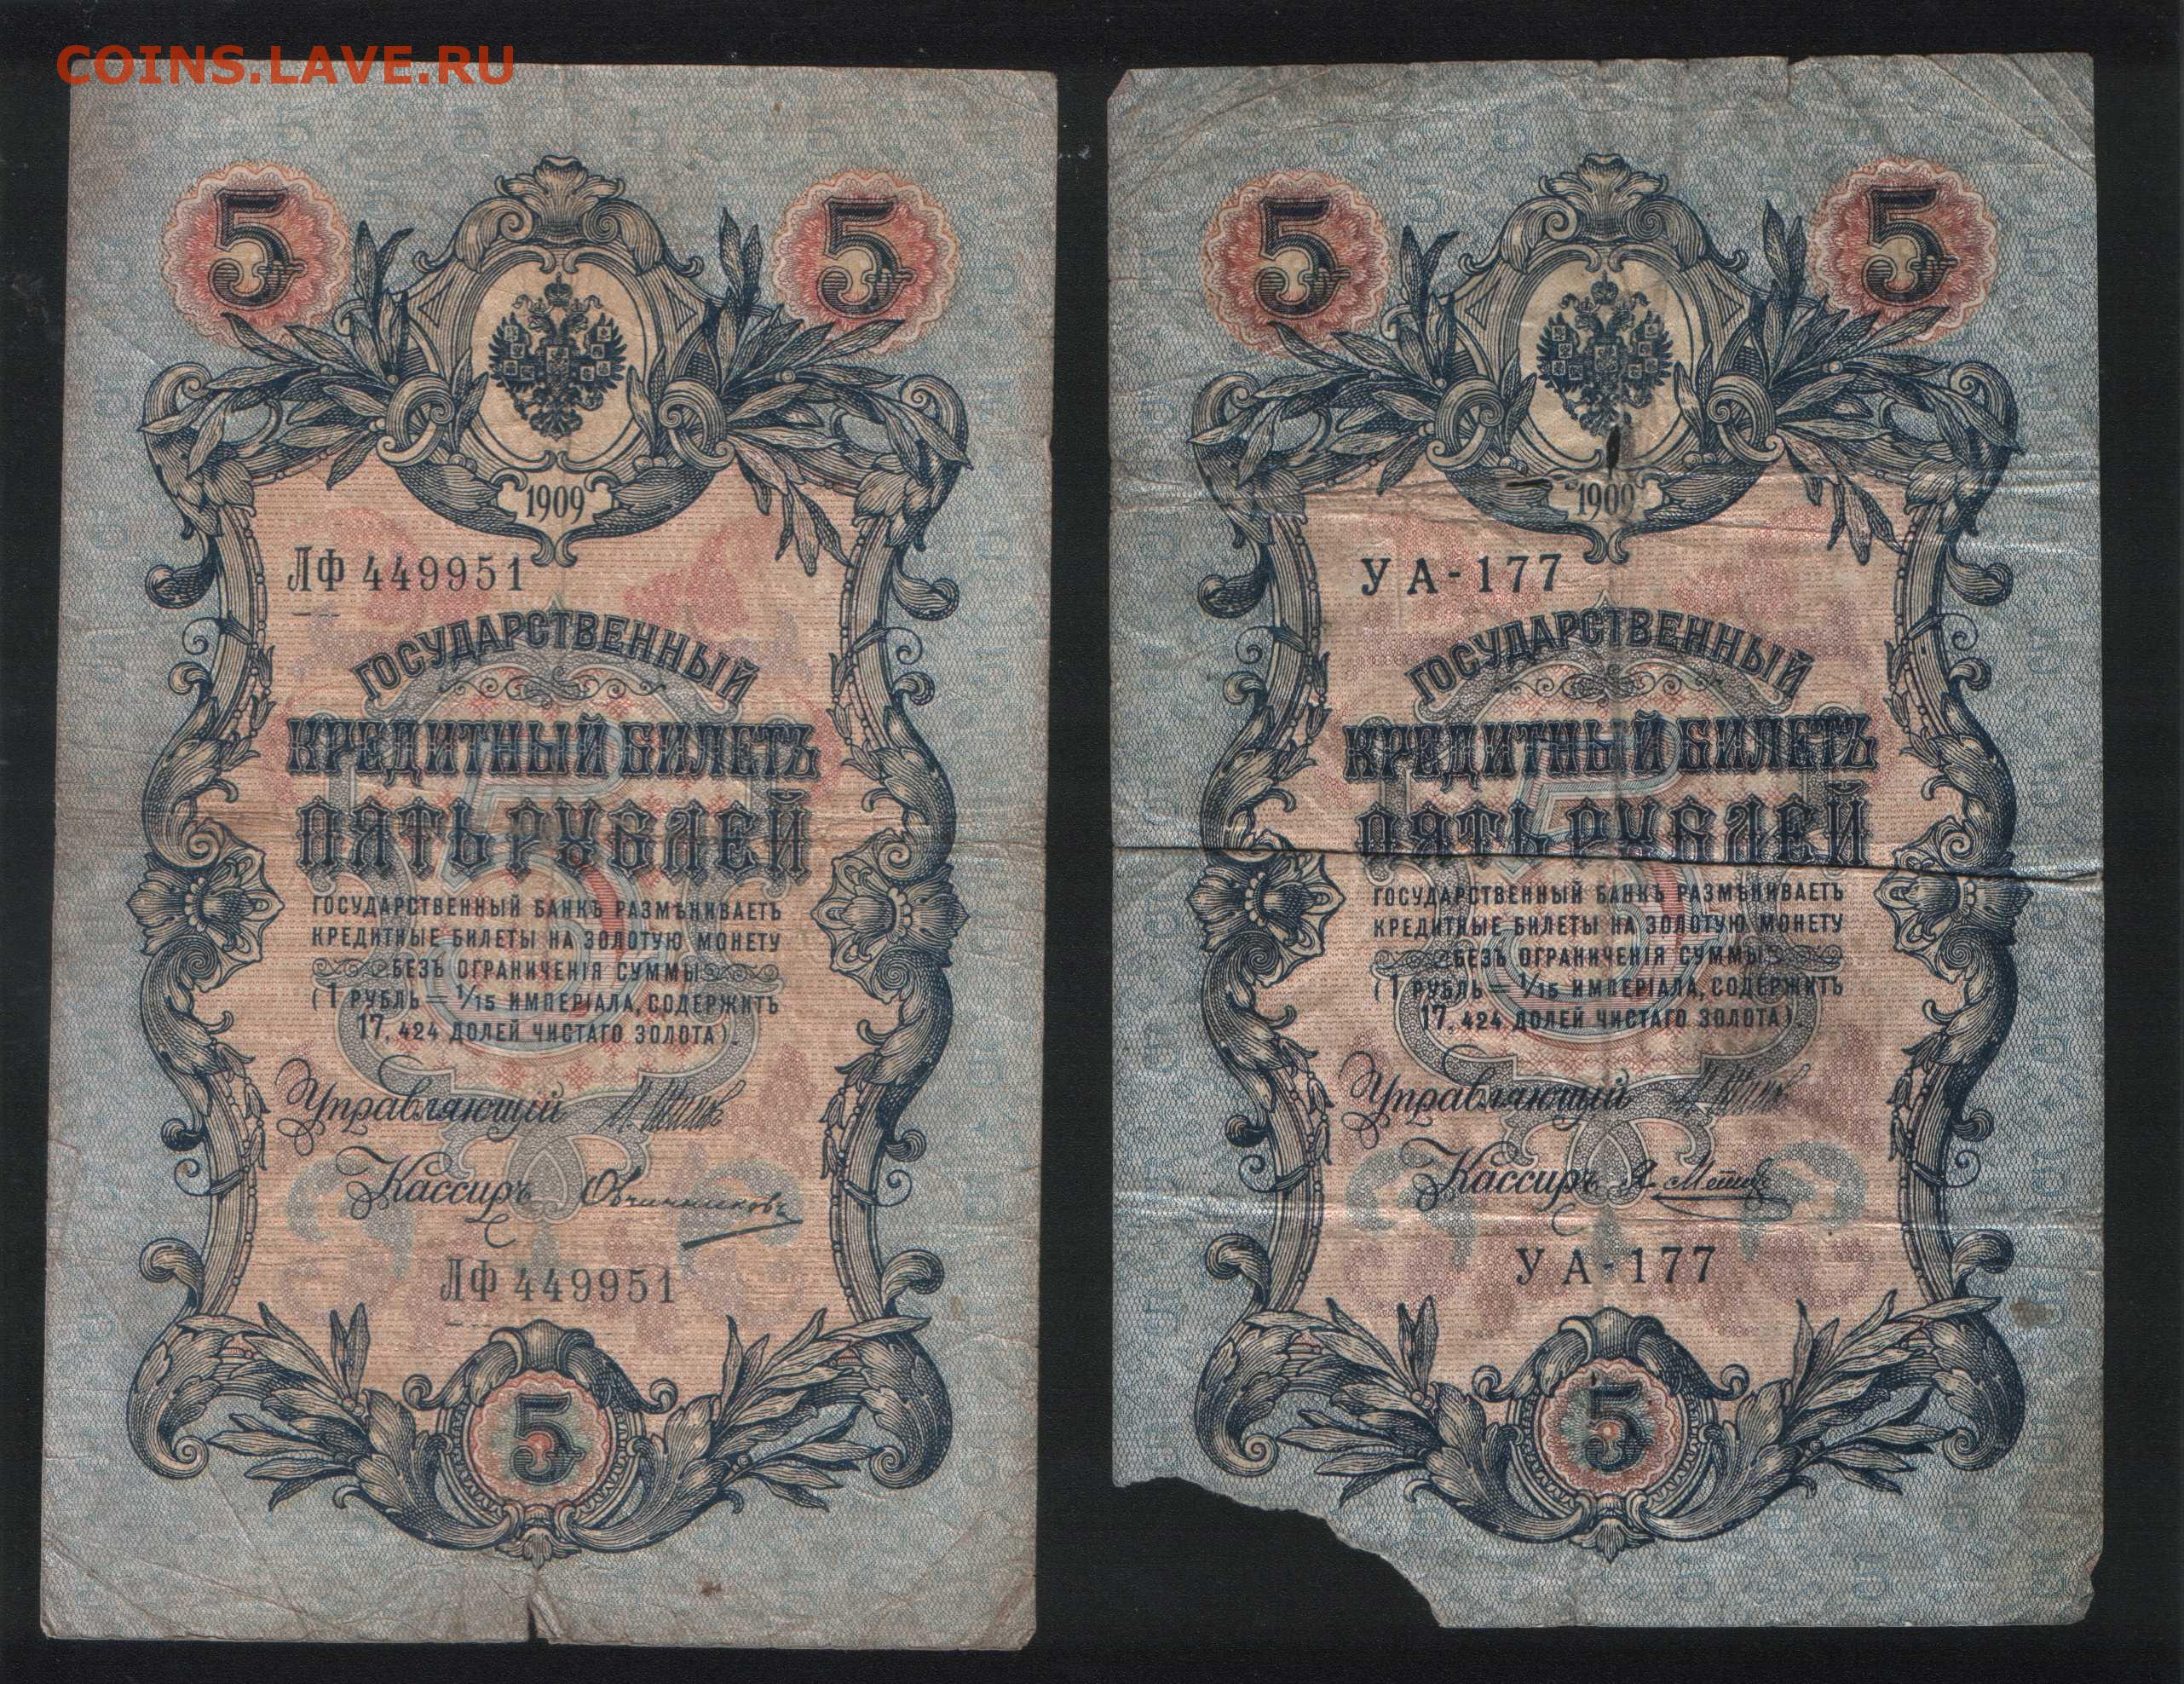 COINS.LAVE.RU
5
5
1909
ЛФ 449951
ГОСУДАРСТВЕННЫЙ
КРЕДИТНЫЙ БИЛЕТЪ
ПЯТЬ РУБЛЕЙ
ГОСУДАРСТВЕННЫЙ БАНКЪ РАЗМѢНИВАЕТЪ
КРЕДИТНЫЕ БИЛЕТЫ НА ЗОЛОТУЮ МОНЕТУ
БЕЗЪ ОГРАНИЧЕНІЯ СУММЫ
(1 РУБЛЬ = 1/15 ИМПЕРІАЛА, СОДЕРЖИТЪ
17,424 ДОЛЕЙ ЧИСТАГО ЗОЛОТА).
Управляющій
Кассиръ Овчинниковъ
ЛФ 449951
5
5
5
1909
УА-177
ГОСУДАРСТВЕННЫЙ
КРЕДИТНЫЙ БИЛЕТЪ
ПЯТЬ РУБЛЕЙ
ГОСУДАРСТВЕННЫЙ БАНКЪ РАЗМѢНИВАЕТЪ
КРЕДИТНЫЕ БИЛЕТЫ НА ЗОЛОТУЮ МОНЕТУ
БЕЗЪ ОГРАНИЧЕНІЯ СУММЫ
(1 РУБЛЬ = 1/15 ИМПЕРІАЛА, СОДЕРЖИТЪ
17,424 ДОЛЕЙ ЧИСТАГО ЗОЛОТА).
Управляющій
Кассиръ
УА-177
5